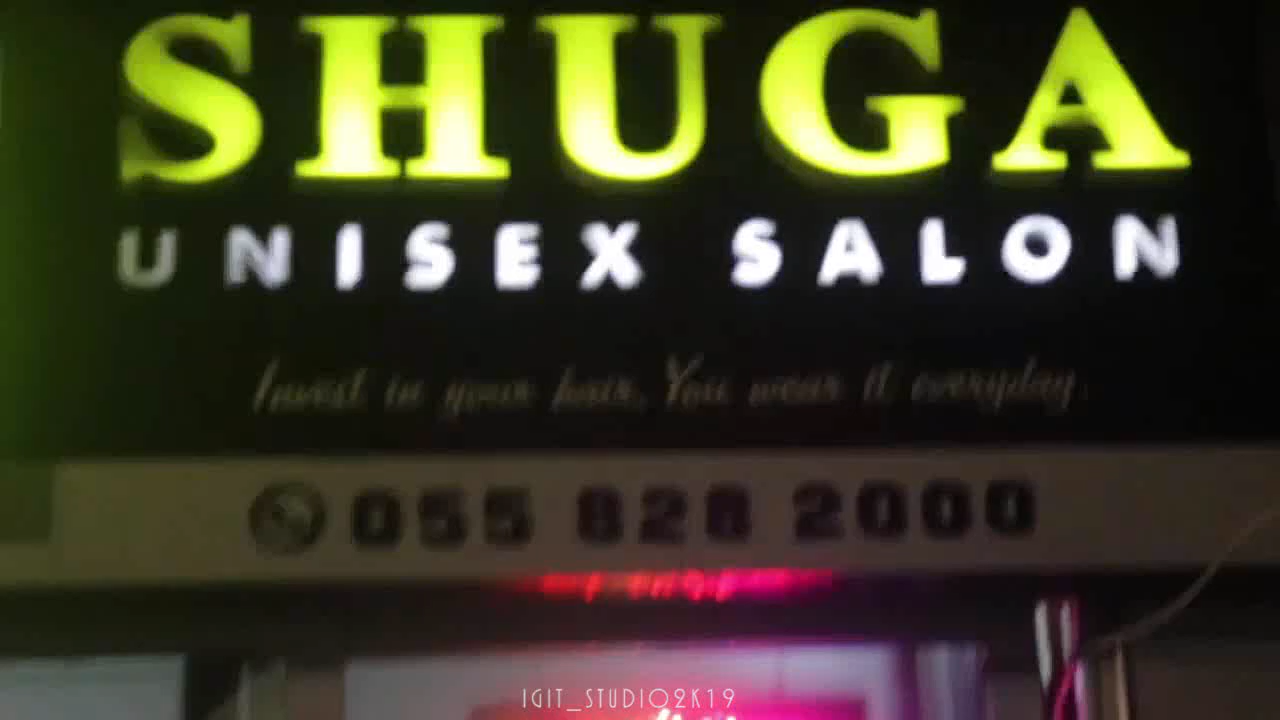 SHUGA
UNISEX SALON
Invest in your hair. You wear it everyday.
055 828 2000
IGIT_STUDIO2K19